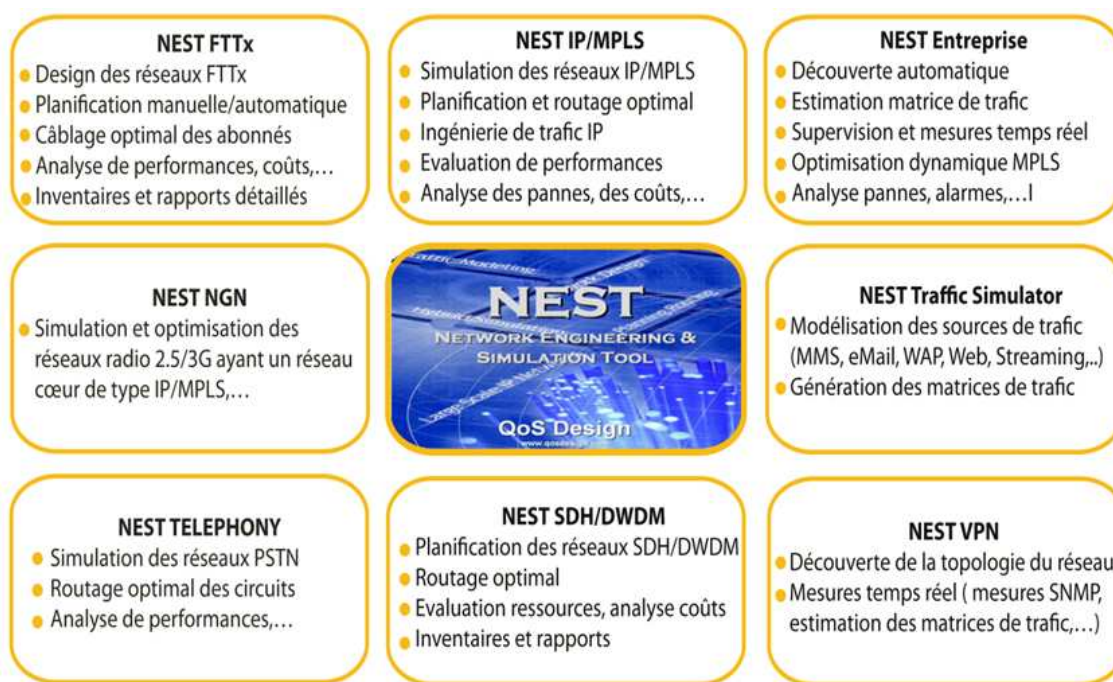 NEST FTTx
Design des réseaux FTTx
Planification manuelle/automatique
Câblage optimal des abonnés
Analyse de performances, coûts,...
Inventaires et rapports détaillés
NEST IP/MPLS
Simulation des réseaux IP/MPLS
Planification et routage optimal
Ingénierie de trafic IP
Evaluation de performances
Analyse des pannes, des coûts,...
NEST Entreprise
Découverte automatique
Estimation matrice de trafic
Supervision et mesures temps réel
Optimisation dynamique MPLS
Analyse pannes, alarmes,...I
NEST NGN
Simulation et optimisation des
réseaux radio 2.5/3G ayant un réseau
cœur de type IP/MPLS,...
NEST
NETWORK ENGINEERING &
SIMULATION TOOL
QoS Design
NEST Traffic Simulator
Modélisation des sources de trafic
(MMS, eMail, WAP, Web, Streaming,..)
Génération des matrices de trafic
NEST TELEPHONY
Simulation des réseaux PSTN
Routage optimal des circuits
Analyse de performances,...
NEST SDH/DWDM
Planification des réseaux SDH/DWDM
Routage optimal
Evaluation ressources, analyse coûts
Inventaires et rapports
NEST VPN
Découverte de la topologie du réseau
Mesures temps réel ( mesures SNMP,
estimation des matrices de trafic,...)